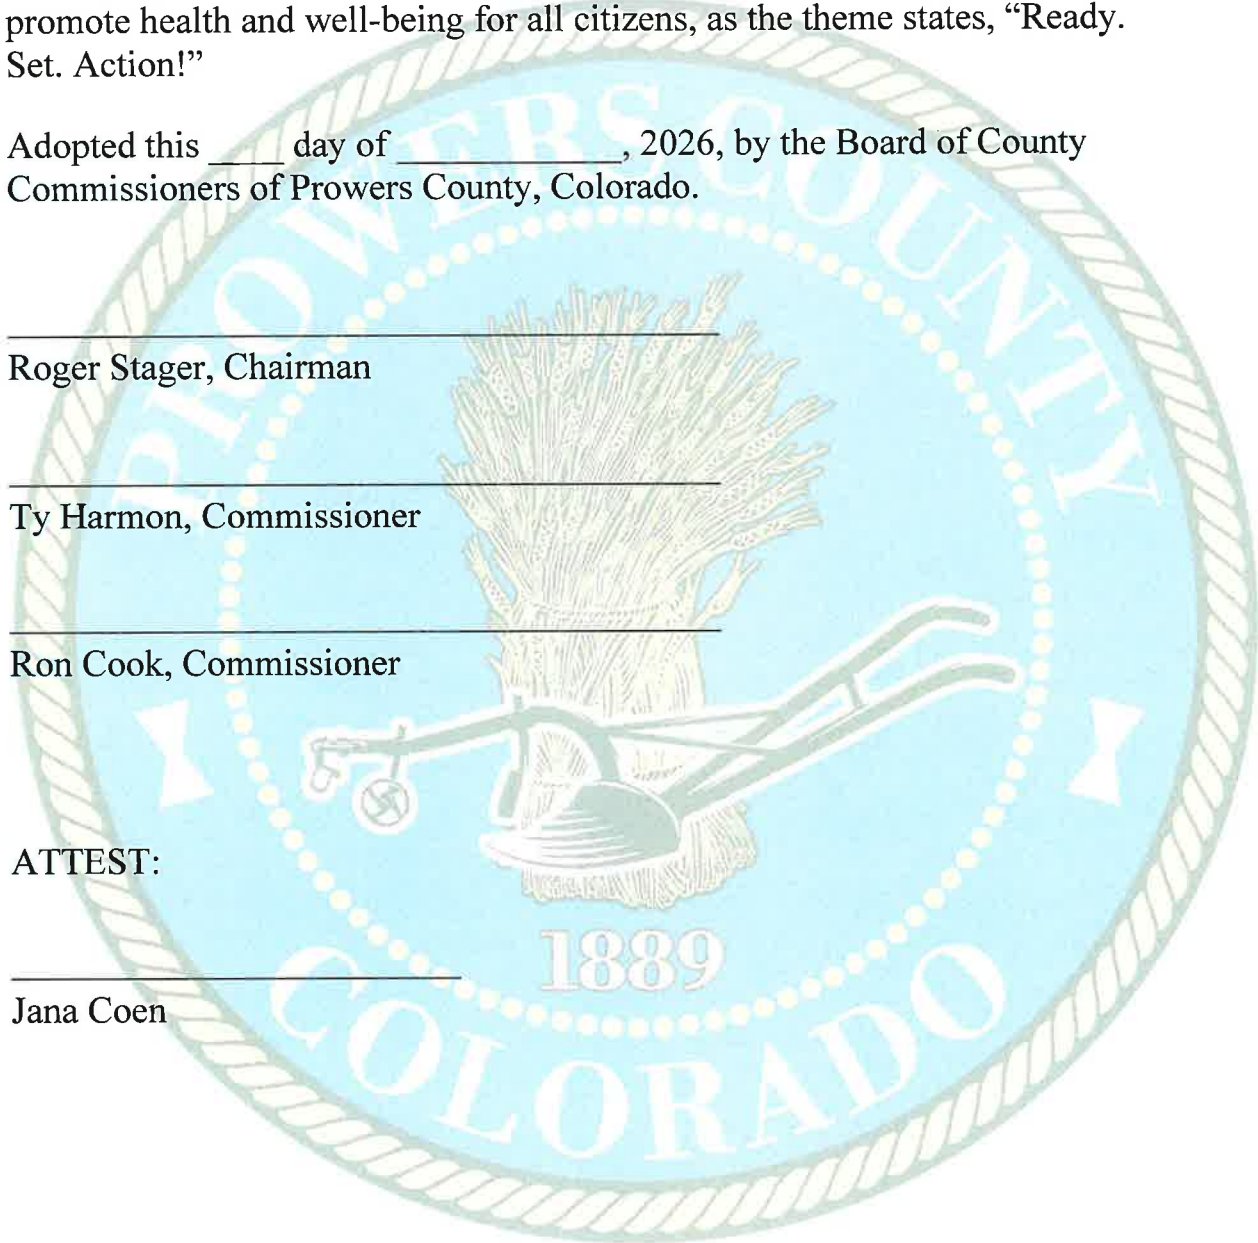 promote health and well-being for all citizens, as the theme states, “Ready.
Set. Action!”
Adopted this ____ day of ____________, 2026, by the Board of County
Commissioners of Prowers County, Colorado.
Roger Stager, Chairman
Ty Harmon, Commissioner
Ron Cook, Commissioner
ATTEST:
Jana Coen
PROWERS COUNTY
1889
COLORADO